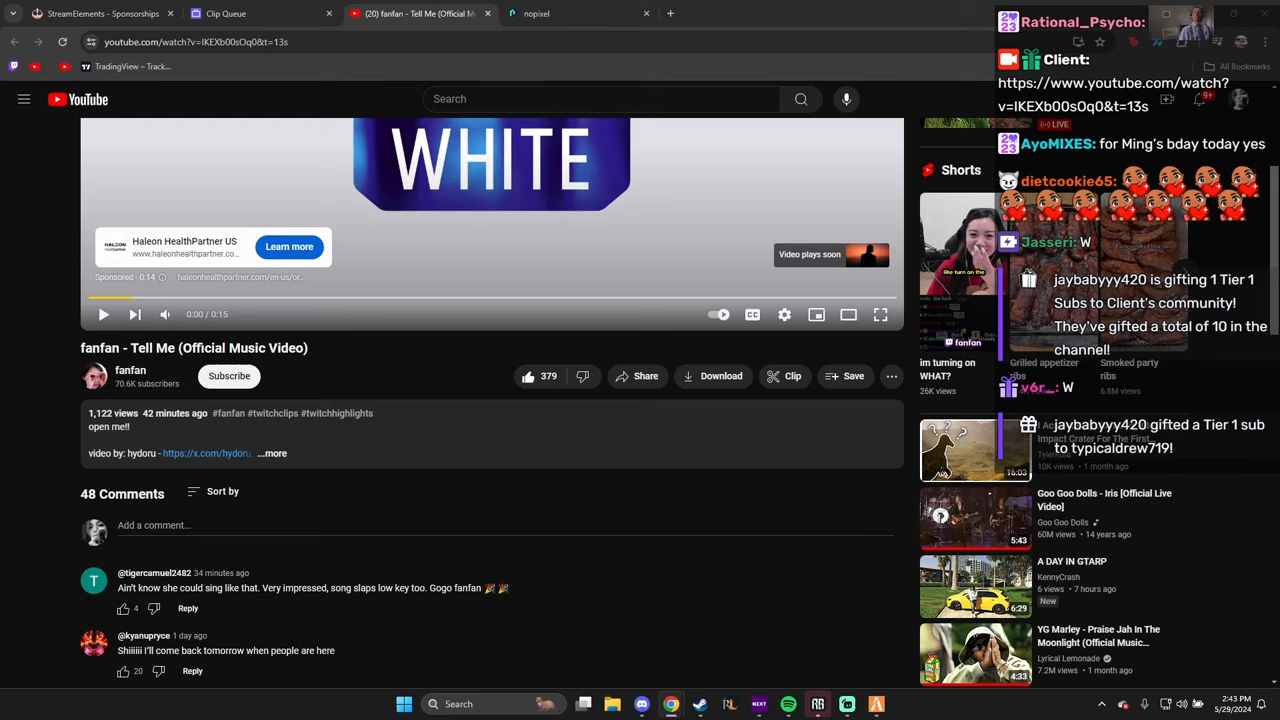 StreamElements - Sponsorships
Clip Queue
(20) fanfan - Tell Me (Official M
nopixel
youtube.com/watch?v=IKEXb00sOq0&t=13s
TradingView – Track...
All Bookmarks
YouTube
Search
9+
WHITE
Haleon HealthPartner US
www.haleonhealthpartner.co...
Learn more
Sponsored · 0:14
haleonhealthpartner.com/en-us/or...
Video plays soon
0:00 / 0:15
fanfan - Tell Me (Official Music Video)
fanfan
70.6K subscribers
Subscribe
379
Share
Download
Clip
Save
1,122 views 42 minutes ago #fanfan #twitchclips #twitchhighlights
open me!!
video by: hydoru - https://x.com/hydoru. ...more
48 Comments
Sort by
Add a comment...
T
@tigercamuel2482 34 minutes ago
Ain't know she could sing like that. Very impressed, song slaps low key too. Gogo fanfan
4
Reply
@kyanupryce 1 day ago
Shiiiiii I'll come back tomorrow when people are here
20
Reply
Rational_Psycho:
Client:
https://www.youtube.com/watch?
v=IKEXb00sOq0&t=13s
LIVE
AyoMIXES: for Ming's bday today yes
Shorts
dietcookie65:
Jasseri: W
like turn on the
fanfan
jaybabyyy420 is gifting 1 Tier 1
Subs to Client's community!
They've gifted a total of 10 in the
channel!
im turning on
WHAT?
26K views
Grilled appetizer
ribs
Smoked party
ribs
6.8M views
v6r_: W
jaybabyyy420 gifted a Tier 1 sub
to typicaldrew719!
Impact Crater For The First...
10K views • 1 month ago
16:03
Goo Goo Dolls - Iris [Official Live
Video]
Goo Goo Dolls
60M views • 14 years ago
5:43
A DAY IN GTARP
KennyCrash
6 views • 7 hours ago
New
6:29
YG Marley - Praise Jah In The
Moonlight (Official Music...
Lyrical Lemonade
7.2M views • 1 month ago
4:33
Search
2:43 PM
5/29/2024